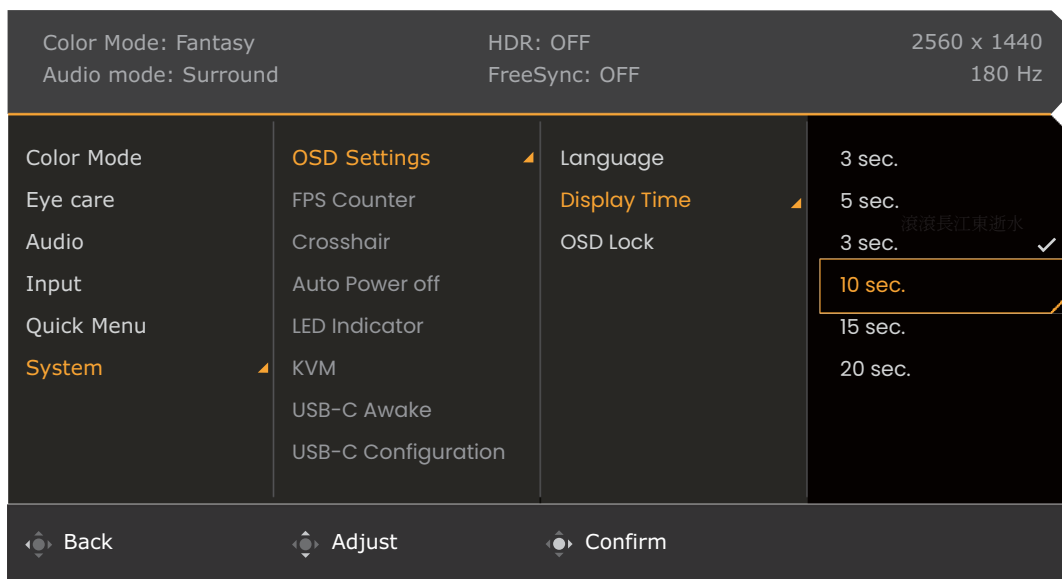 Color Mode: Fantasy
HDR: OFF
2560 x 1440
Audio mode: Surround
FreeSync: OFF
180 Hz
Color Mode
Eye care
Audio
Input
Quick Menu
System
OSD Settings
FPS Counter
Crosshair
Auto Power off
LED Indicator
KVM
USB-C Awake
USB-C Configuration
Language
Display Time
OSD Lock
3 sec.
5 sec.
滾滾長江東逝水
3 sec.
10 sec.
15 sec.
20 sec.
Back
Adjust
Confirm